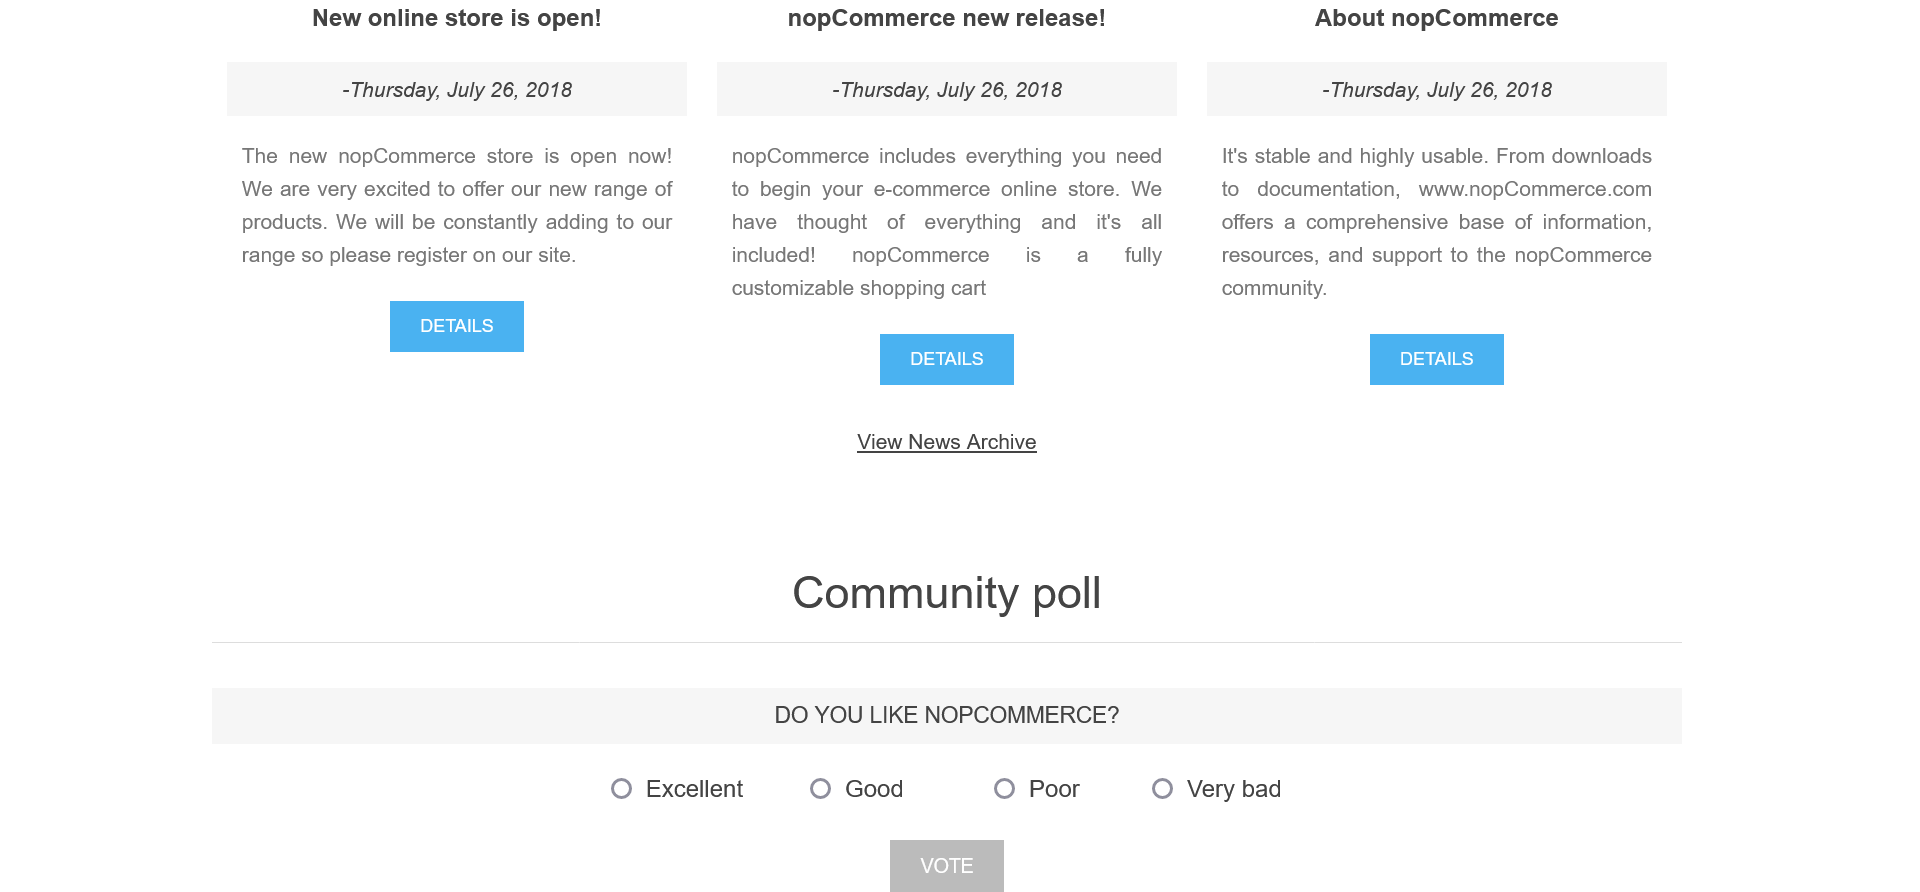 New online store is open!
-Thursday, July 26, 2018
The new nopCommerce store is open now!
We are very excited to offer our new range of
products. We will be constantly adding to our
range so please register on our site.
DETAILS
nopCommerce new release!
-Thursday, July 26, 2018
nopCommerce includes everything you need
to begin your e-commerce online store. We
have thought of everything and it's all
included! nopCommerce is a fully
customizable shopping cart
DETAILS
About nopCommerce
-Thursday, July 26, 2018
It's stable and highly usable. From downloads
to documentation, www.nopCommerce.com
offers a comprehensive base of information,
resources, and support to the nopCommerce
community.
DETAILS
View News Archive
Community poll
DO YOU LIKE NOPCOMMERCE?
Excellent Good Poor Very bad
VOTE